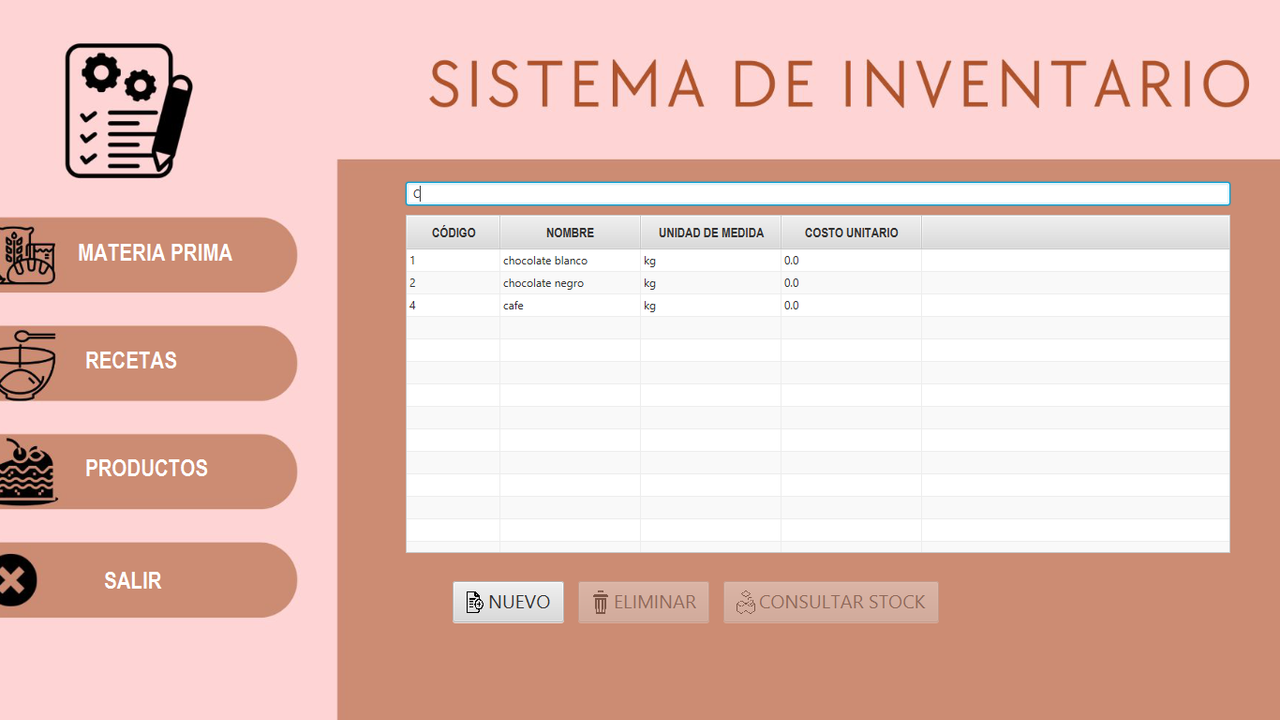 SISTEMA DE INVENTARIO
MATERIA PRIMA
RECETAS
PRODUCTOS
SALIR
C
CÓDIGO NOMBRE UNIDAD DE MEDIDA COSTO UNITARIO
1 chocolate blanco kg 0.0
2 chocolate negro kg 0.0
4 cafe kg 0.0
NUEVO ELIMINAR CONSULTAR STOCK